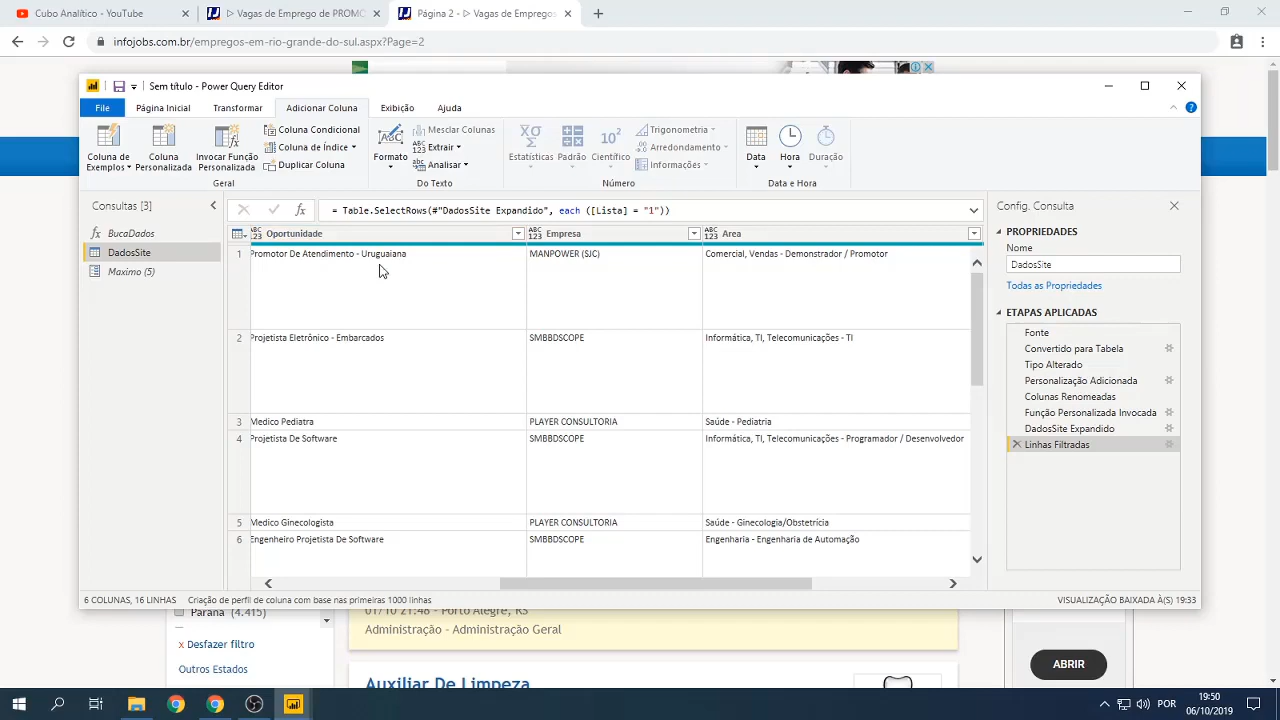 Cubo Analítico - YouTube
▷ Vagas de Emprego de PROMO
Página 2 - ▷ Vagas de Empregos
infojobs.com.br/empregos-em-rio-grande-do-sul.aspx?Page=2
Sem título - Power Query Editor
File
Página Inicial
Transformar
Adicionar Coluna
Exibição
Ajuda
Coluna de Exemplos
Coluna Personalizada
Invocar Função Personalizada
Coluna Condicional
Coluna de Índice
Duplicar Coluna
Geral
Formato
Mesclar Colunas
Extrair
Analisar
Do Texto
Estatísticas
Padrão
Científico
Trigonometria
Arredondamento
Informações
Número
Data
Hora
Duração
Data e Hora
Consultas [3]
BucaDados
DadosSite
Maximo (5)
= Table.SelectRows(#"DadosSite Expandido", each ([Lista] = "1"))
Oportunidade Empresa Area
1 Promotor De Atendimento - Uruguaiana MANPOWER (SJC) Comercial, Vendas - Demonstrador / Promotor
2 Projetista Eletrônico - Embarcados SMBBDSCOPE Informática, TI, Telecomunicações - TI
3 Medico Pediatra PLAYER CONSULTORIA Saúde - Pediatria
4 Projetista De Software SMBBDSCOPE Informática, TI, Telecomunicações - Programador / Desenvolvedor
5 Medico Ginecologista PLAYER CONSULTORIA Saúde - Ginecologia/Obstetrícia
6 Engenheiro Projetista De Software SMBBDSCOPE Engenharia - Engenharia de Automação
Config. Consulta
PROPRIEDADES
Nome
DadosSite
Todas as Propriedades
ETAPAS APLICADAS
Fonte
Convertido para Tabela
Tipo Alterado
Personalização Adicionada
Colunas Renomeadas
Função Personalizada Invocada
DadosSite Expandido
Linhas Filtradas
6 COLUNAS, 16 LINHAS Criação de perfil de coluna com base nas primeiras 1000 linhas
VISUALIZAÇÃO BAIXADA À(S) 19:33
Paraná (4.415)
x Desfazer filtro
Outros Estados
01/10 21:48 - Porto Alegre, RS
Administração - Administração Geral
Auxiliar De Limpeza
ABRIR
POR
19:50
06/10/2019